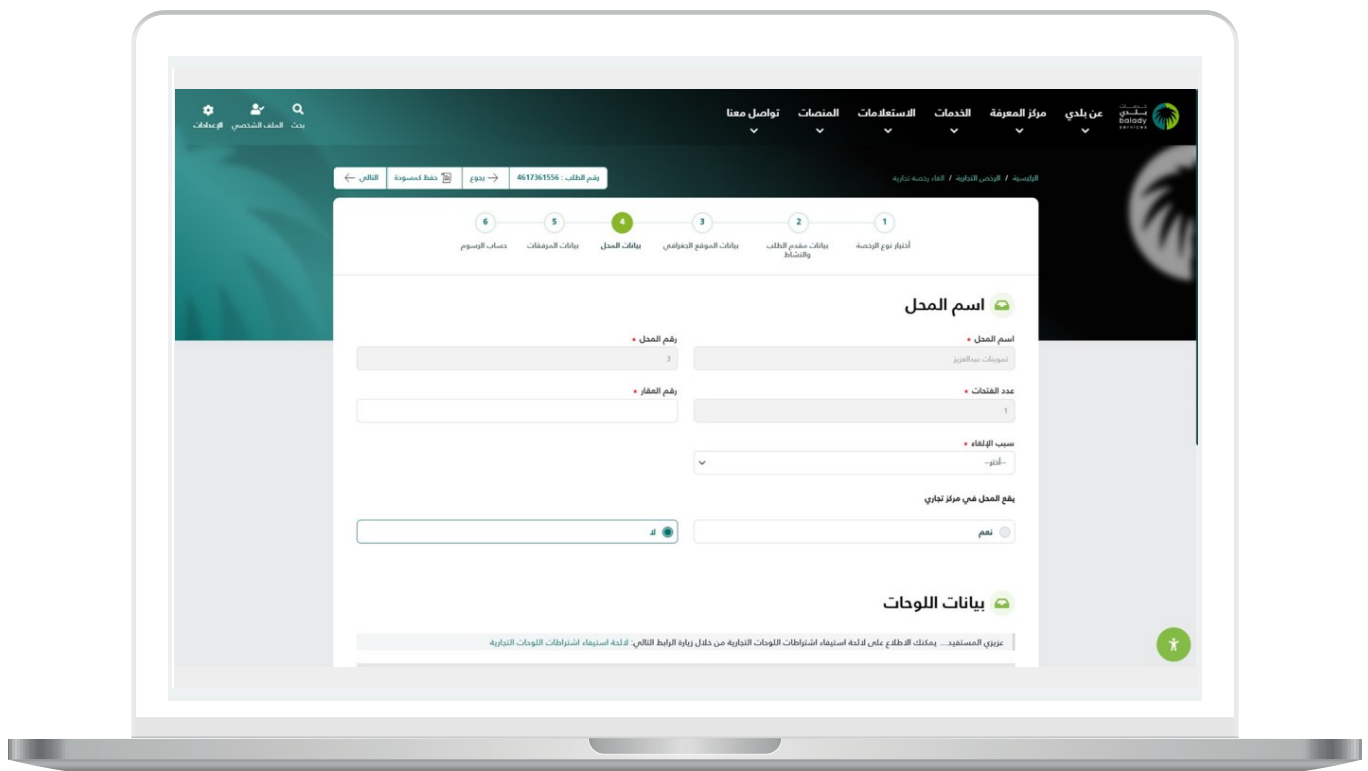 خدمات
بلدي
balady
services
عن بلدي
مركز المعرفة
الخدمات
الاستعلامات
المنصات
تواصل معنا
بحث
الملف الشخصي
الإعدادات
الرئيسية / الرخص التجارية / الغاء رخصة تجارية
رقم الطلب : 4617361556
رجوع
حفظ كمسودة
التالي
1
2
3
4
5
6
أختيار نوع الرخصة
بيانات مقدم الطلب
والنشاط
بيانات الموقع الجغرافي
بيانات المحل
بيانات المرفقات
حساب الرسوم
اسم المحل
اسم المحل •
رقم المحل •
تموينات عبدالعزيز
3
عدد الفتحات •
رقم العقار •
1
سبب الإلغاء •
--أختر--
يقع المحل في مركز تجاري
نعم
لا
بيانات اللوحات
عزيزي المستفيد... يمكنك الاطلاع على لائحة استيفاء اشتراطات اللوحات التجارية من خلال زيارة الرابط التالي: لائحة استيفاء اشتراطات اللوحات التجارية